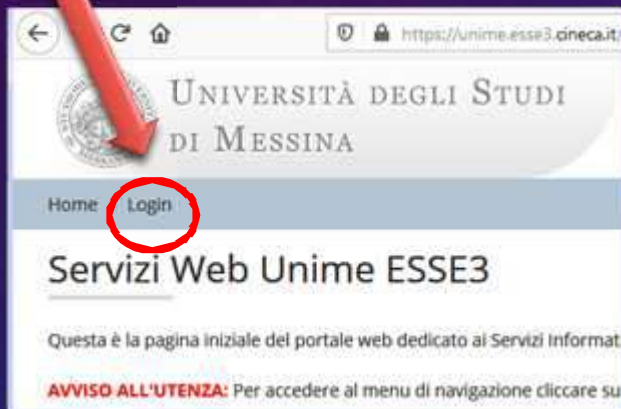 https://unime.esse3.cineca.it/
UNIVERSITÀ DEGLI STUDI
DI MESSINA
Home Login
Servizi Web Unime ESSE3
Questa è la pagina iniziale del portale web dedicato ai Servizi Informat
AVVISO ALL'UTENZA: Per accedere al menu di navigazione cliccare su